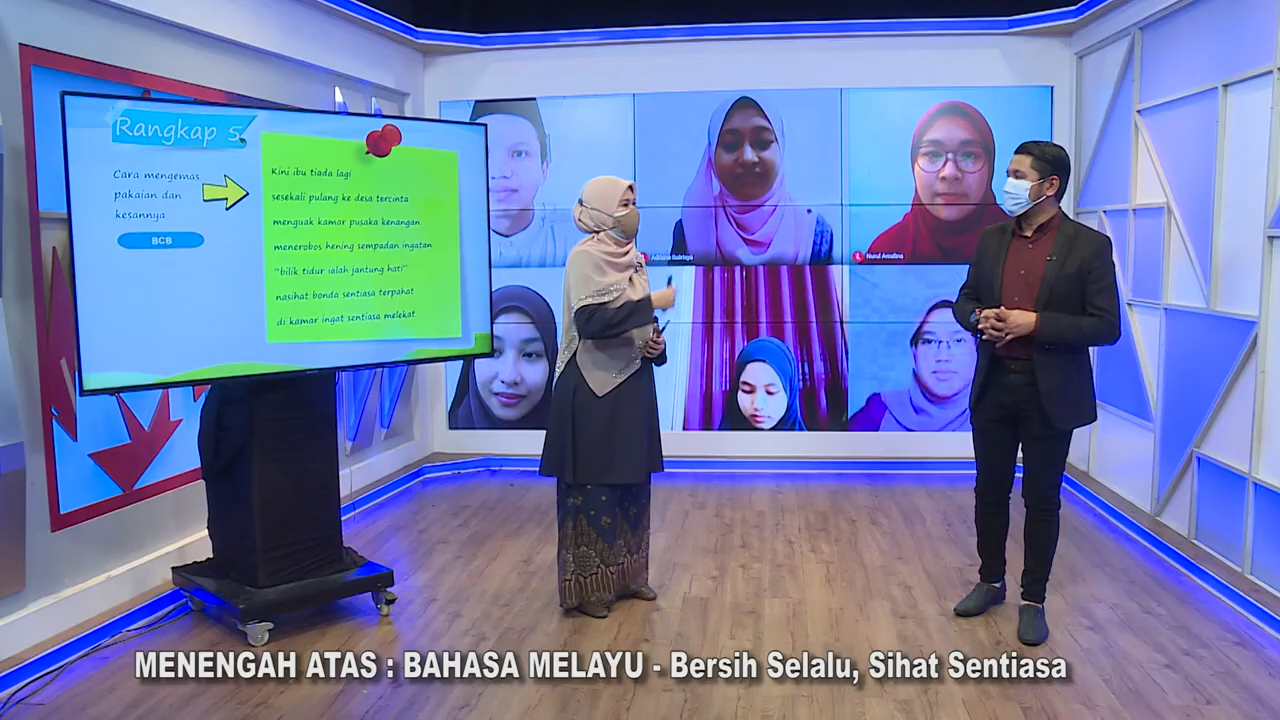 Rangkap 5
Cara mengemas
pakaian dan
kesannya
BCB
Kini ibu tiada lagi
sesekali pulang ke desa tercinta
menguak kamar pusaka kenangan
menerobos hening sempadan ingatan
"bilik tidur ialah jantung hati"
nasihat bonda sentiasa terpahat
di kamar ingat sentiasa melekat
Nurul Amalina
MENENGAH ATAS : BAHASA MELAYU - Bersih Selalu, Sihat Sentiasa